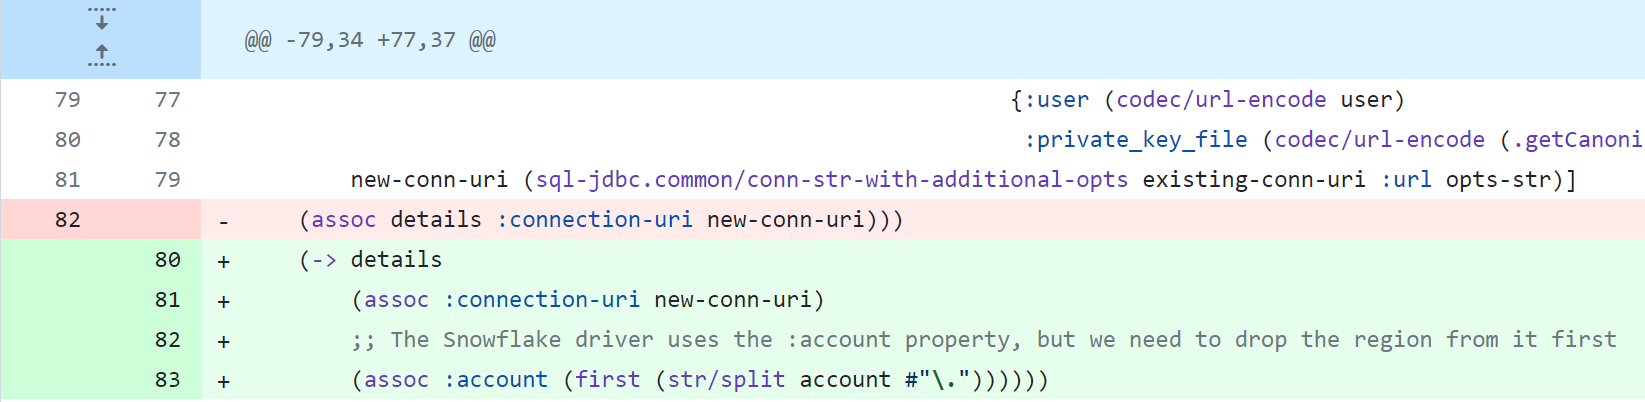 @@ -79,34 +77,37 @@
79 77 {:user (codec/url-encode user)
80 78 :private_key_file (codec/url-encode (.getCanoni
81 79 new-conn-uri (sql-jdbc.common/conn-str-with-additional-opts existing-conn-uri :url opts-str)]
82 - (assoc details :connection-uri new-conn-uri)))
80 + (-> details
81 + (assoc :connection-uri new-conn-uri)
82 + ;; The Snowflake driver uses the :account property, but we need to drop the region from it first
83 + (assoc :account (first (str/split account #"\."))))))